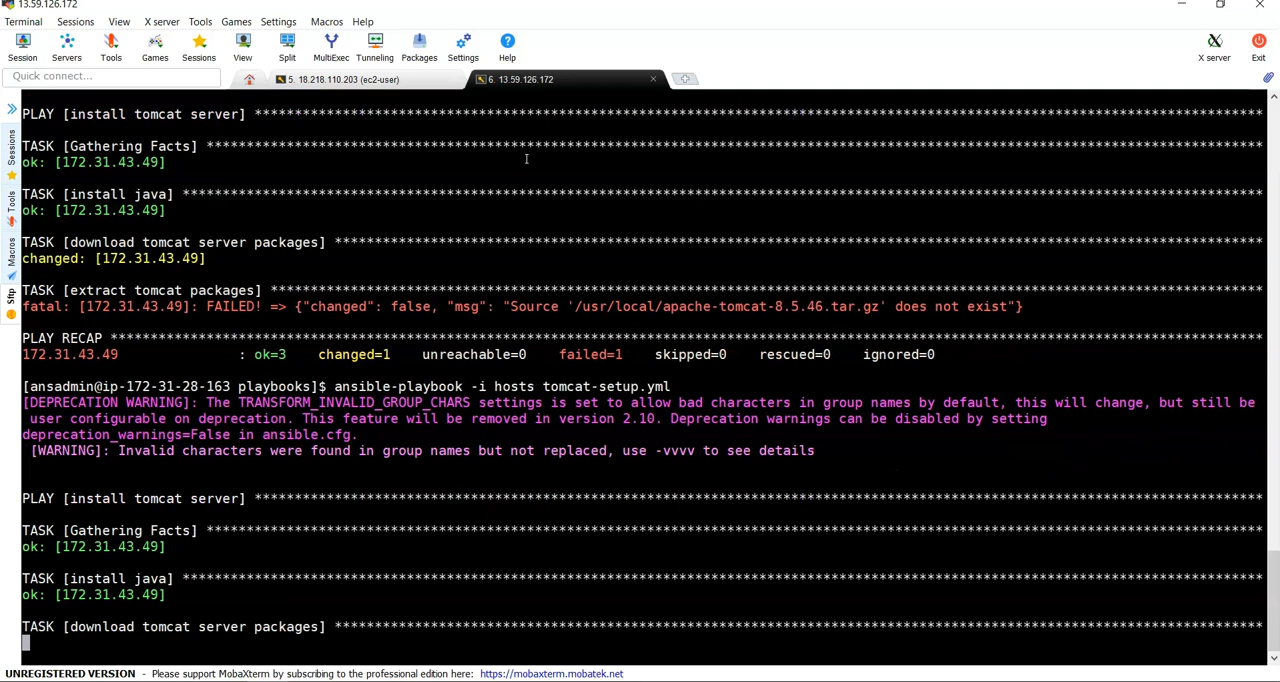 13.59.126.172
Terminal Sessions View X server Tools Games Settings Macros Help
Session Servers Tools Games Sessions View Split MultiExec Tunneling Packages Settings Help X server Exit
Quick connect... 5. 18.218.110.203 (ec2-user) 6. 13.59.126.172
Sessions
Tools
Macros
Sftp
PLAY [install tomcat server] ******************************************************************************************************************************
TASK [Gathering Facts] ***********************************************************************************************************************************
ok: [172.31.43.49]
TASK [install java] **************************************************************************************************************************************
ok: [172.31.43.49]
TASK [download tomcat server packages] *******************************************************************************************************************
changed: [172.31.43.49]
TASK [extract tomcat packages] ***************************************************************************************************************************
fatal: [172.31.43.49]: FAILED! => {"changed": false, "msg": "Source '/usr/local/apache-tomcat-8.5.46.tar.gz' does not exist"}
PLAY RECAP ***********************************************************************************************************************************************
172.31.43.49 : ok=3 changed=1 unreachable=0 failed=1 skipped=0 rescued=0 ignored=0
[ansadmin@ip-172-31-28-163 playbooks]$ ansible-playbook -i hosts tomcat-setup.yml
[DEPRECATION WARNING]: The TRANSFORM_INVALID_GROUP_CHARS settings is set to allow bad characters in group names by default, this will change, but still be
user configurable on deprecation. This feature will be removed in version 2.10. Deprecation warnings can be disabled by setting
deprecation_warnings=False in ansible.cfg.
[WARNING]: Invalid characters were found in group names but not replaced, use -vvvv to see details
PLAY [install tomcat server] ******************************************************************************************************************************
TASK [Gathering Facts] ***********************************************************************************************************************************
ok: [172.31.43.49]
TASK [install java] **************************************************************************************************************************************
ok: [172.31.43.49]
TASK [download tomcat server packages] *******************************************************************************************************************
UNREGISTERED VERSION - Please support MobaXterm by subscribing to the professional edition here: https://mobaxterm.mobatek.net